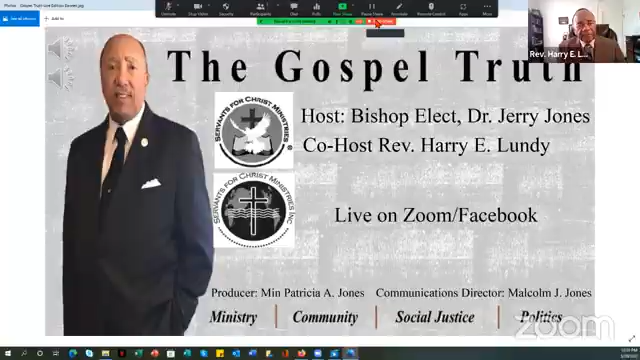 Rev. Harry E. L...
The Gospel Truth
SERVANTS FOR CHRIST MINISTRIES
Host: Bishop Elect, Dr. Jerry Jones
Co-Host Rev. Harry E. Lundy
SERVANTS FOR CHRIST MINISTRIES INC
Live on Zoom/Facebook
Producer: Min Patricia A. Jones Communications Director: Malcolm J. Jones
Ministry Community Social Justice Politics
zoom